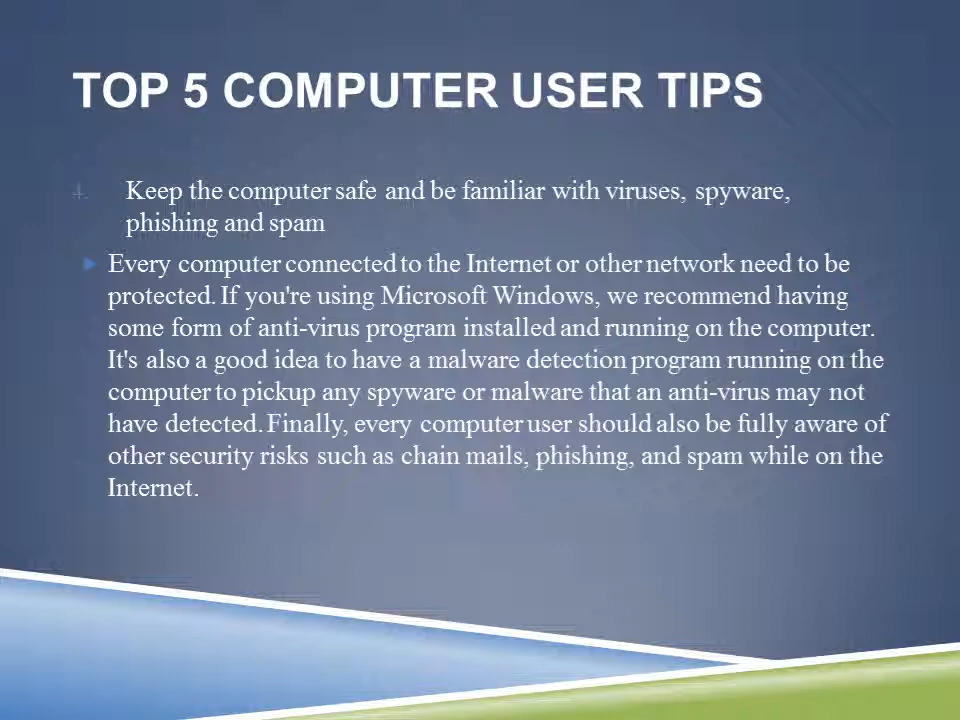 TOP 5 COMPUTER USER TIPS
4. Keep the computer safe and be familiar with viruses, spyware,
phishing and spam
Every computer connected to the Internet or other network need to be
protected. If you're using Microsoft Windows, we recommend having
some form of anti-virus program installed and running on the computer.
It's also a good idea to have a malware detection program running on the
computer to pickup any spyware or malware that an anti-virus may not
have detected. Finally, every computer user should also be fully aware of
other security risks such as chain mails, phishing, and spam while on the
Internet.